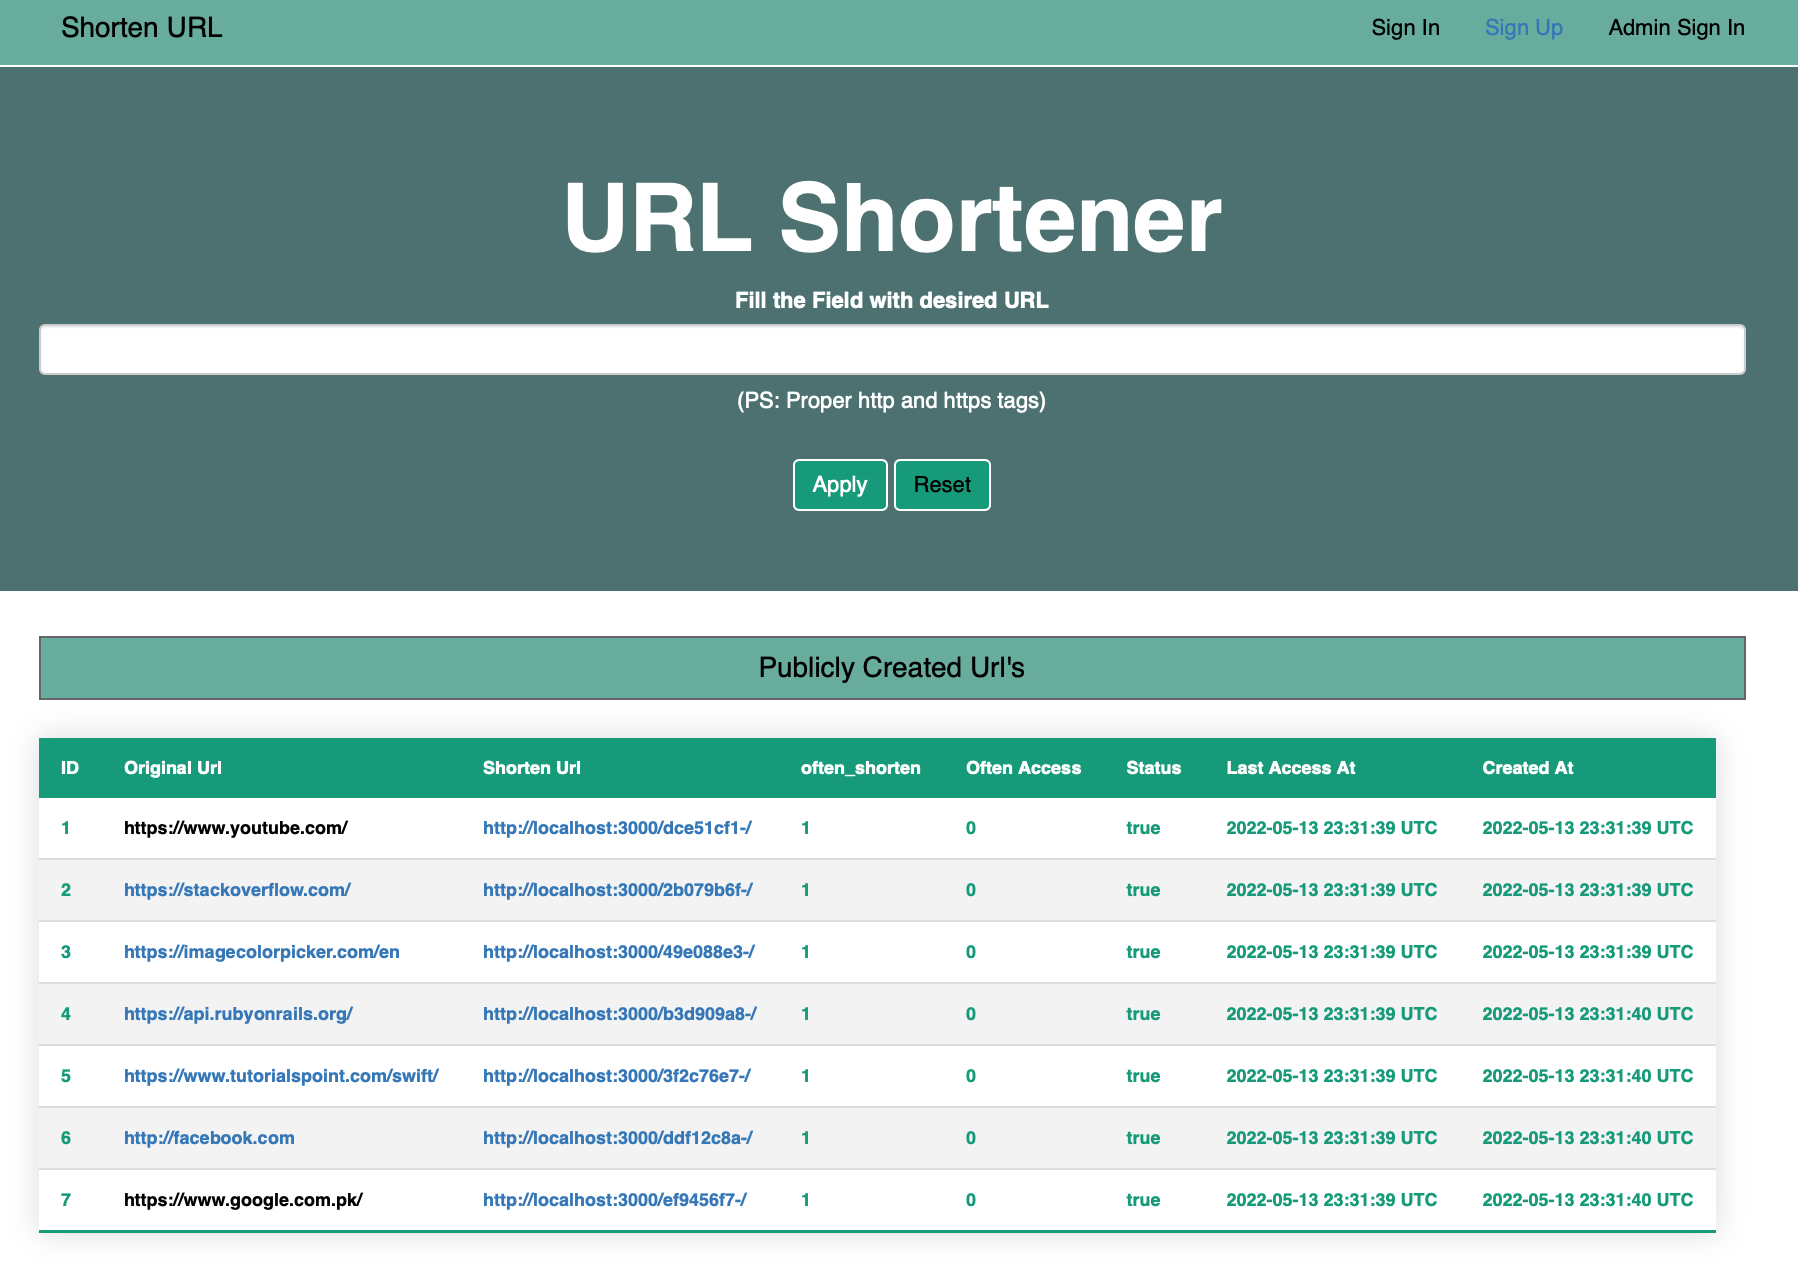 Shorten URL Sign In Sign Up Admin Sign In
URL Shortener
Fill the Field with desired URL
(PS: Proper http and https tags)
Apply Reset
Publicly Created Url's
ID Original Url Shorten Url often_shorten Often Access Status Last Access At Created At
1 https://www.youtube.com/ http://localhost:3000/dce51cf1-/ 1 0 true 2022-05-13 23:31:39 UTC 2022-05-13 23:31:39 UTC
2 https://stackoverflow.com/ http://localhost:3000/2b079b6f-/ 1 0 true 2022-05-13 23:31:39 UTC 2022-05-13 23:31:39 UTC
3 https://imagecolorpicker.com/en http://localhost:3000/49e088e3-/ 1 0 true 2022-05-13 23:31:39 UTC 2022-05-13 23:31:39 UTC
4 https://api.rubyonrails.org/ http://localhost:3000/b3d909a8-/ 1 0 true 2022-05-13 23:31:39 UTC 2022-05-13 23:31:40 UTC
5 https://www.tutorialspoint.com/swift/ http://localhost:3000/3f2c76e7-/ 1 0 true 2022-05-13 23:31:39 UTC 2022-05-13 23:31:40 UTC
6 http://facebook.com http://localhost:3000/ddf12c8a-/ 1 0 true 2022-05-13 23:31:39 UTC 2022-05-13 23:31:40 UTC
7 https://www.google.com.pk/ http://localhost:3000/ef9456f7-/ 1 0 true 2022-05-13 23:31:39 UTC 2022-05-13 23:31:40 UTC